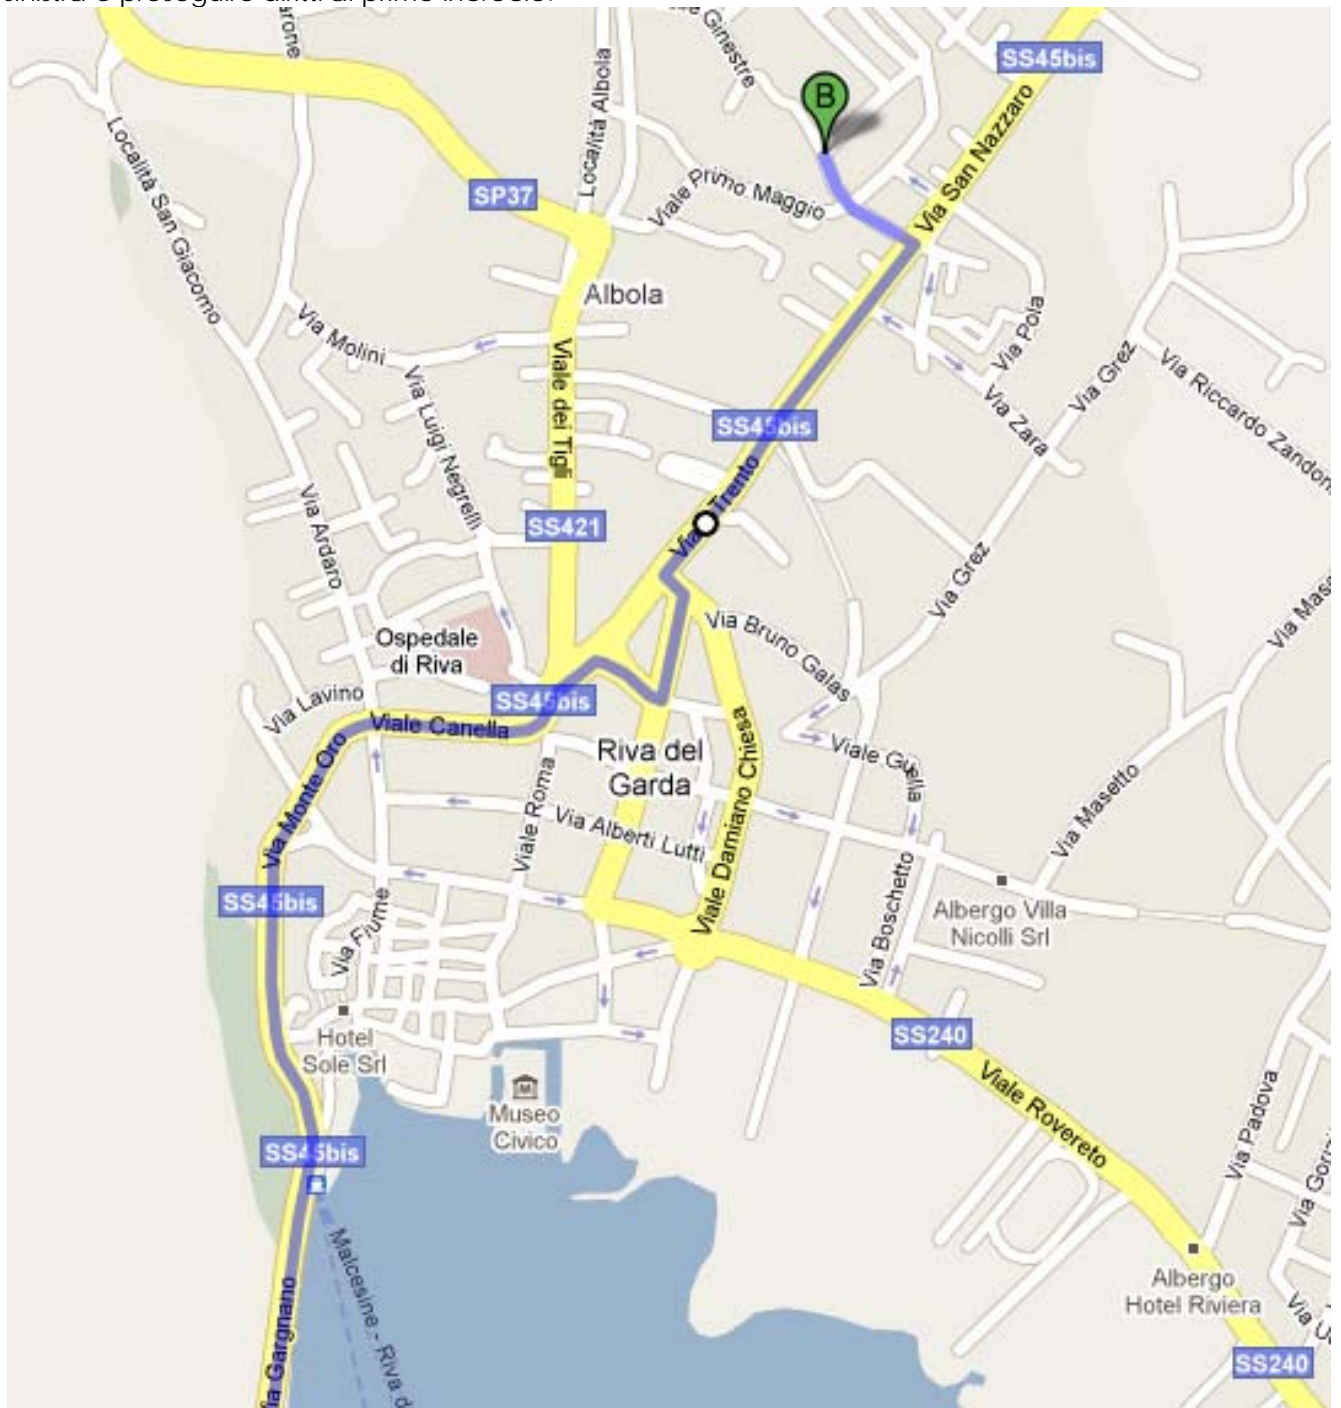 sinistra e proseguire diritti al primo incrocio.
Ginestre
SS45bis
B
Località Albola
Località San Giacomo
SP37
Viale Primo Maggio
Via San Nazzaro
Albola
Via Molini
Via Pola
Viale dei Tigli
Via Luigi Negrelli
Via Grez
Via Riccardo Zandon
SS45bis
Via Zara
Via Ardaro
SS421
Trento
Via Grez
Via Bruno Galas
Ospedale
di Riva
Via Lavino
SS45bis
Viale Canella
Via Monte Oro
Riva del
Garda
Viale Damiano Chiesa
Viale Roma
Via Alberti Lutti
Via Masetto
SS45bis
Via Fiume
Via Boschetto
Albergo Villa
Nicolli Srl
Hotel
Sole Srl
SS240
Museo
Civico
Viale Rovereto
Via Padova
SS45bis
Malcesine - Riva d
Via Gargnano
Albergo
Hotel Riviera
SS240